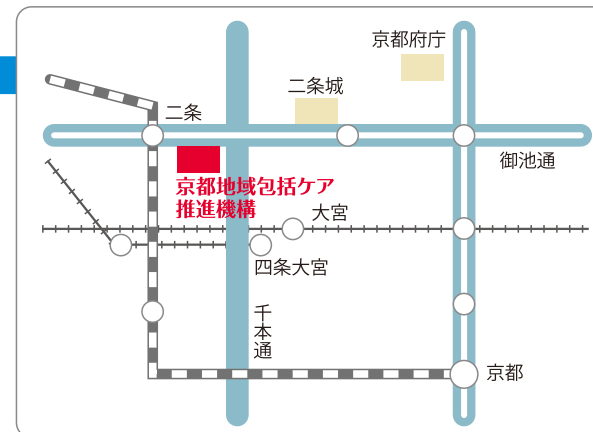 京都府庁
二条城
二条
御池通
京都地域包括ケア
推進機構
大宮
四条大宮
千本通
京都